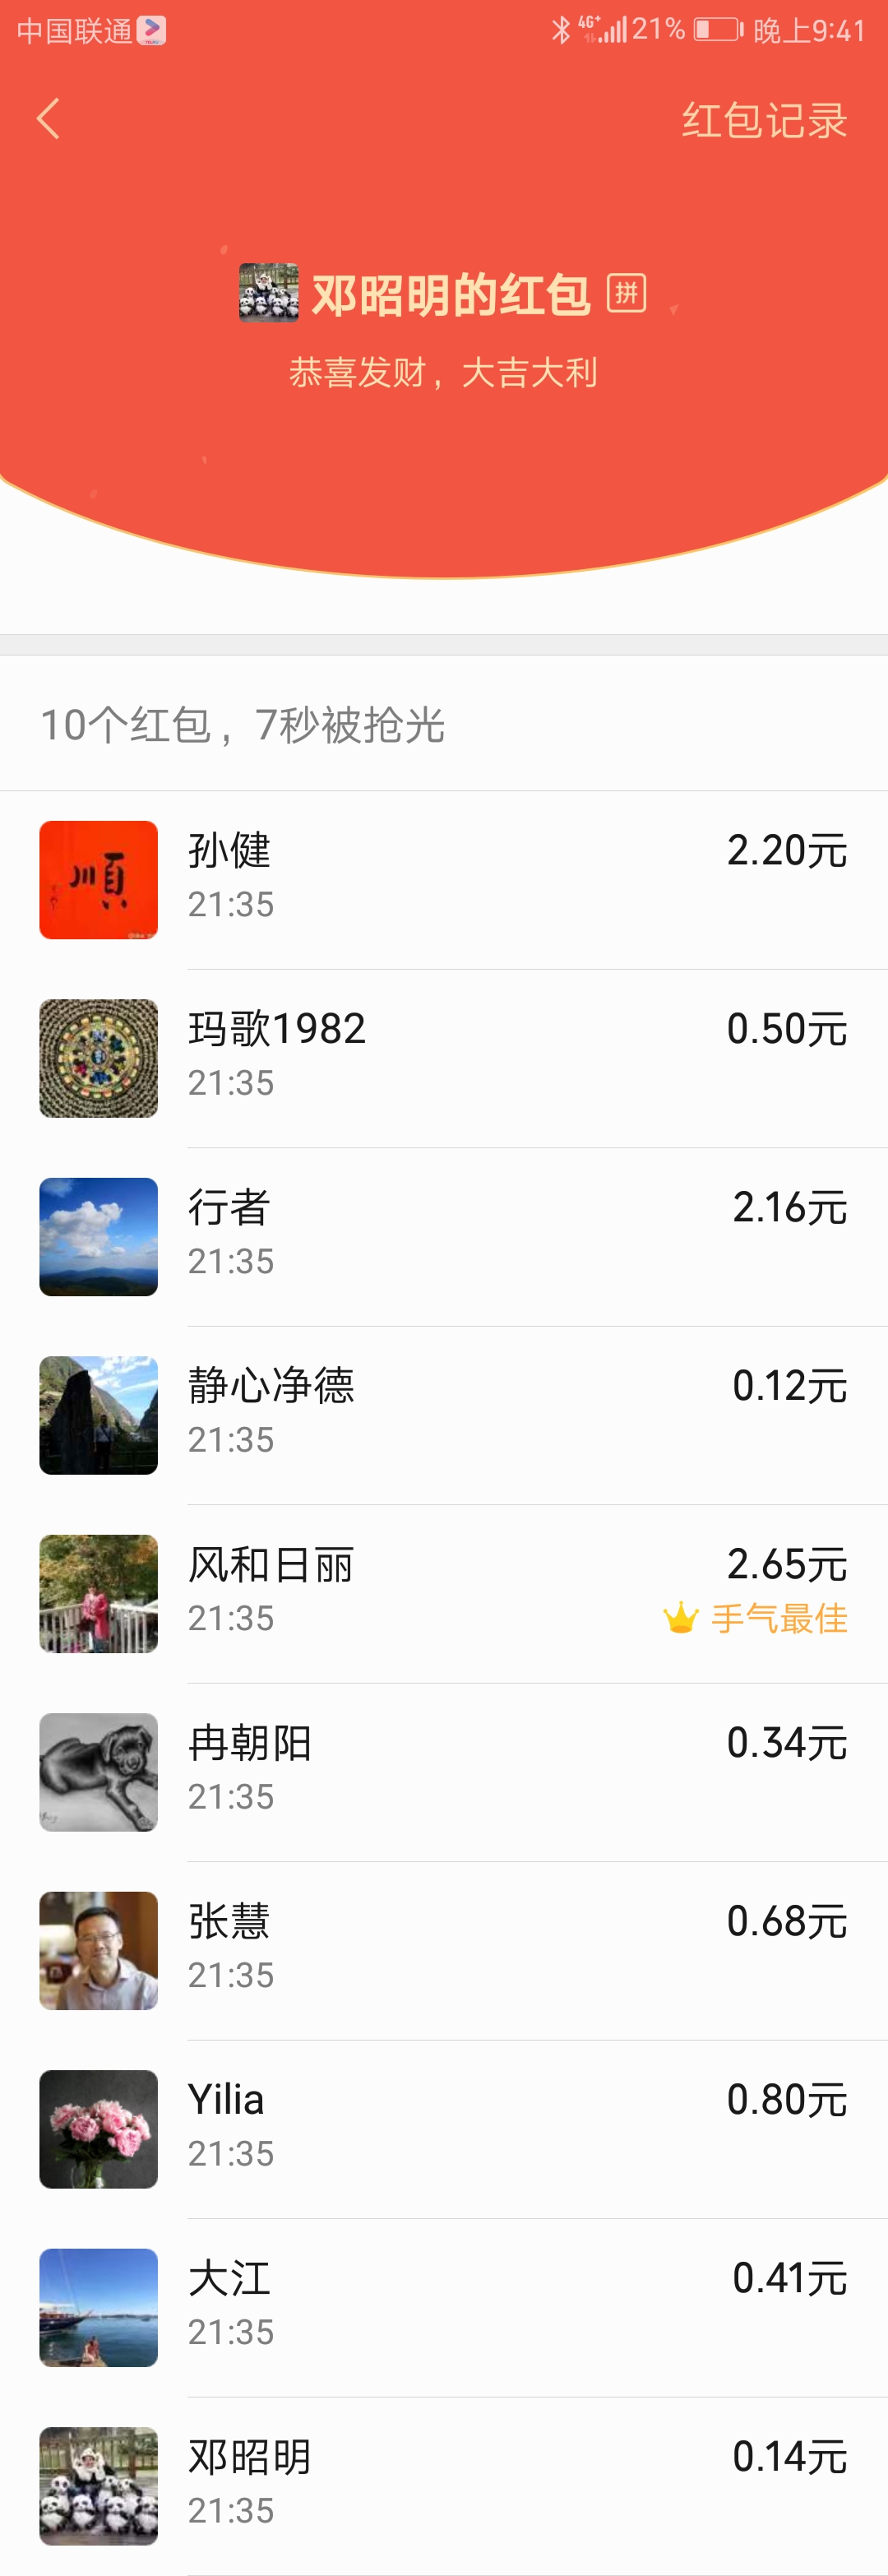 中国联通
4G+ 21% 晚上9:41
红包记录
邓昭明的红包 拼
恭喜发财，大吉大利
10个红包，7秒被抢光
順
孙健 2.20元
21:35
玛歌1982 0.50元
21:35
行者 2.16元
21:35
静心净德 0.12元
21:35
风和日丽 2.65元
21:35 手气最佳
冉朝阳 0.34元
21:35
张慧 0.68元
21:35
Yilia 0.80元
21:35
大江 0.41元
21:35
邓昭明 0.14元
21:35